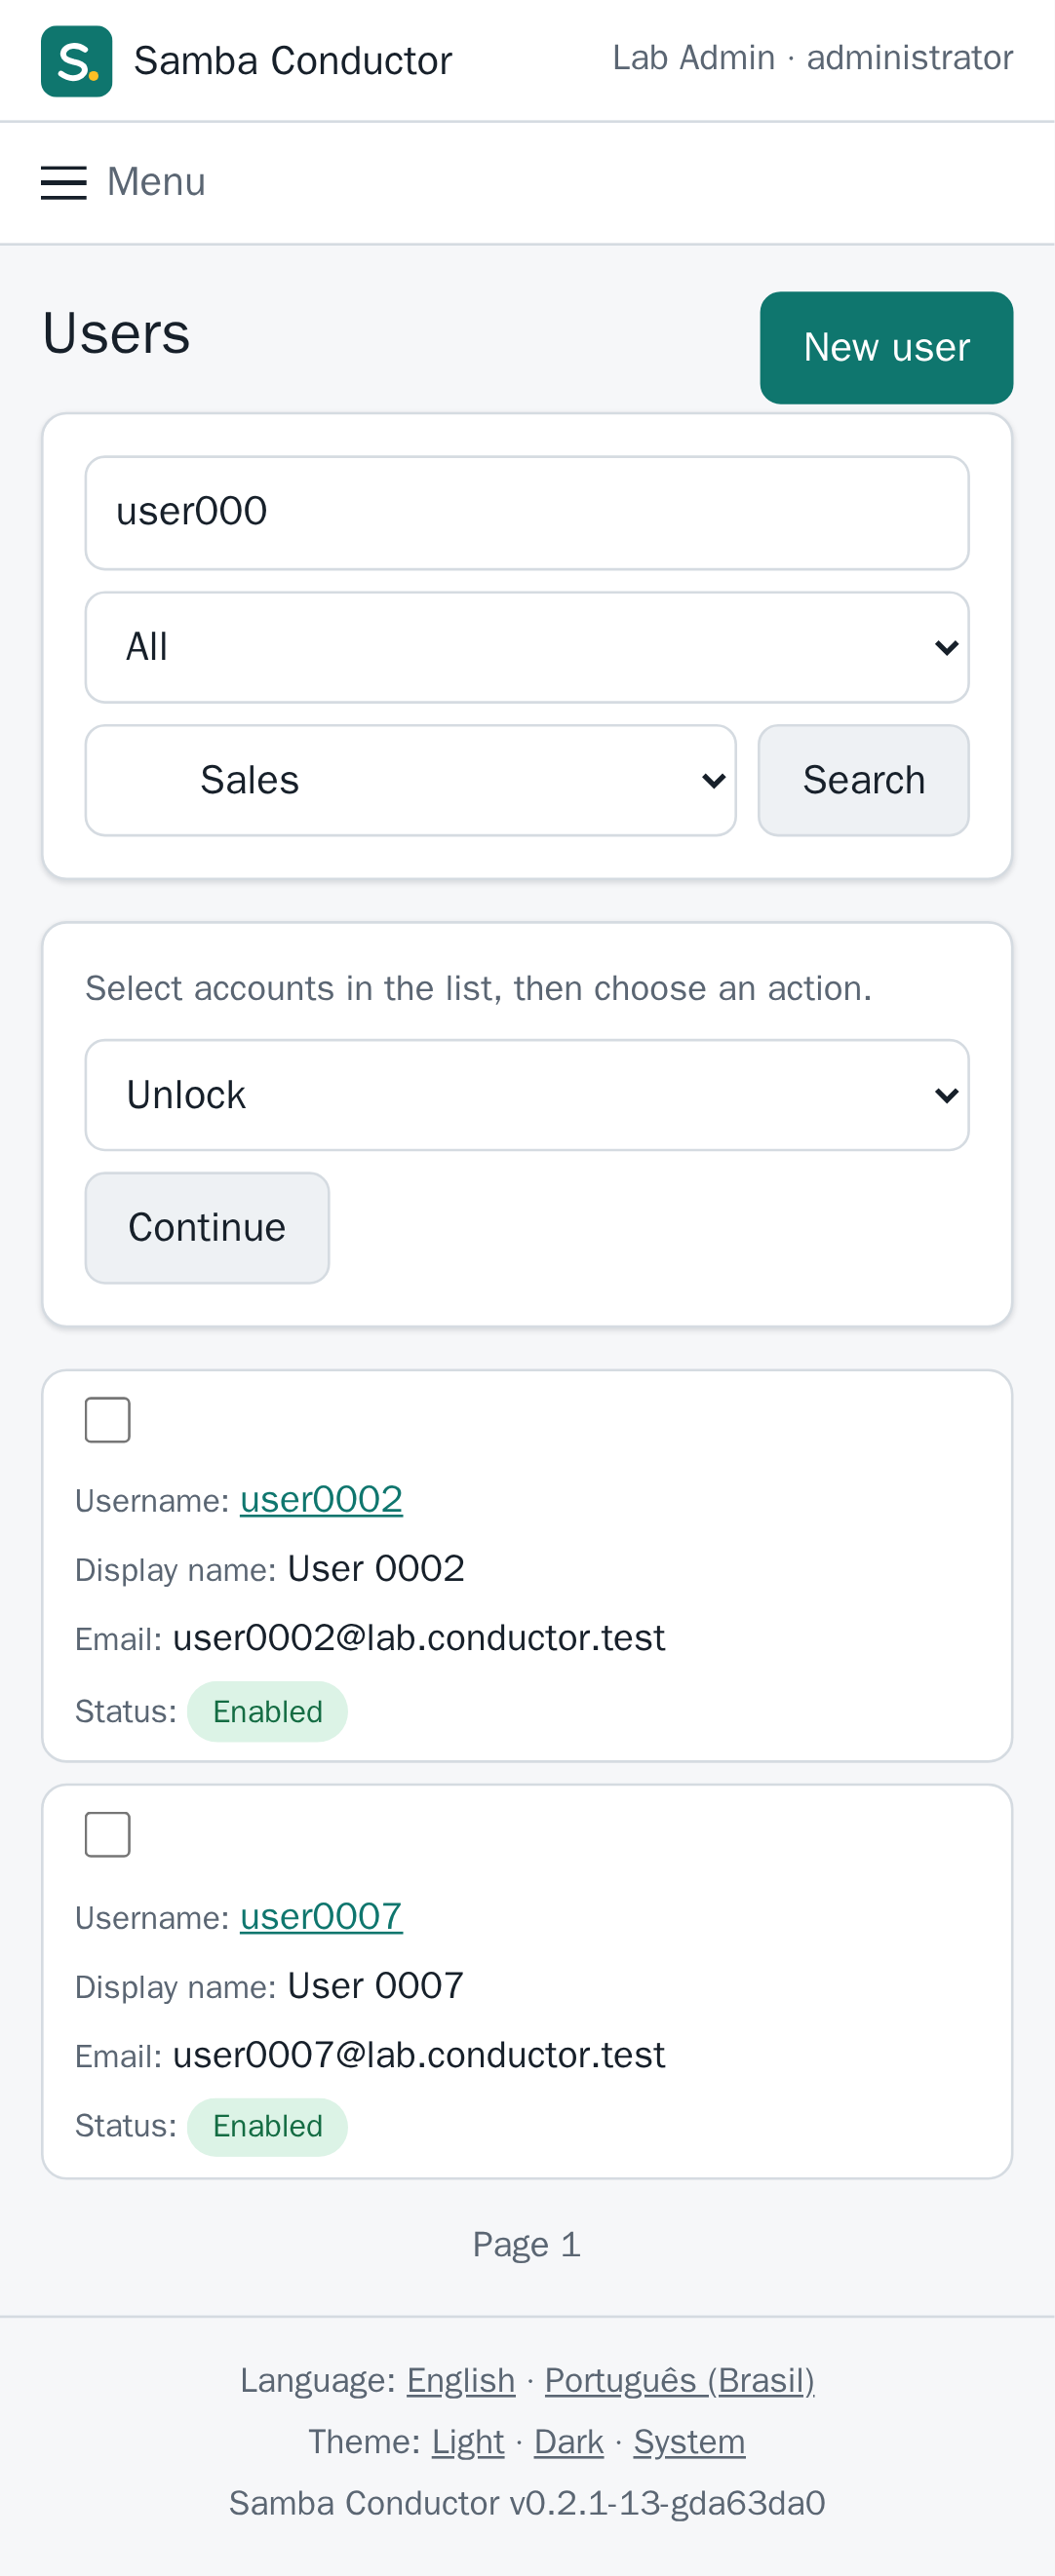 S.
Samba Conductor
Lab Admin · administrator
Menu
Users
New user
user000
All
Sales
Search
Select accounts in the list, then choose an action.
Unlock
Continue
Username: user0002
Display name: User 0002
Email: user0002@lab.conductor.test
Status: Enabled
Username: user0007
Display name: User 0007
Email: user0007@lab.conductor.test
Status: Enabled
Page 1
Language: English · Português (Brasil)
Theme: Light · Dark · System
Samba Conductor v0.2.1-13-gda63da0